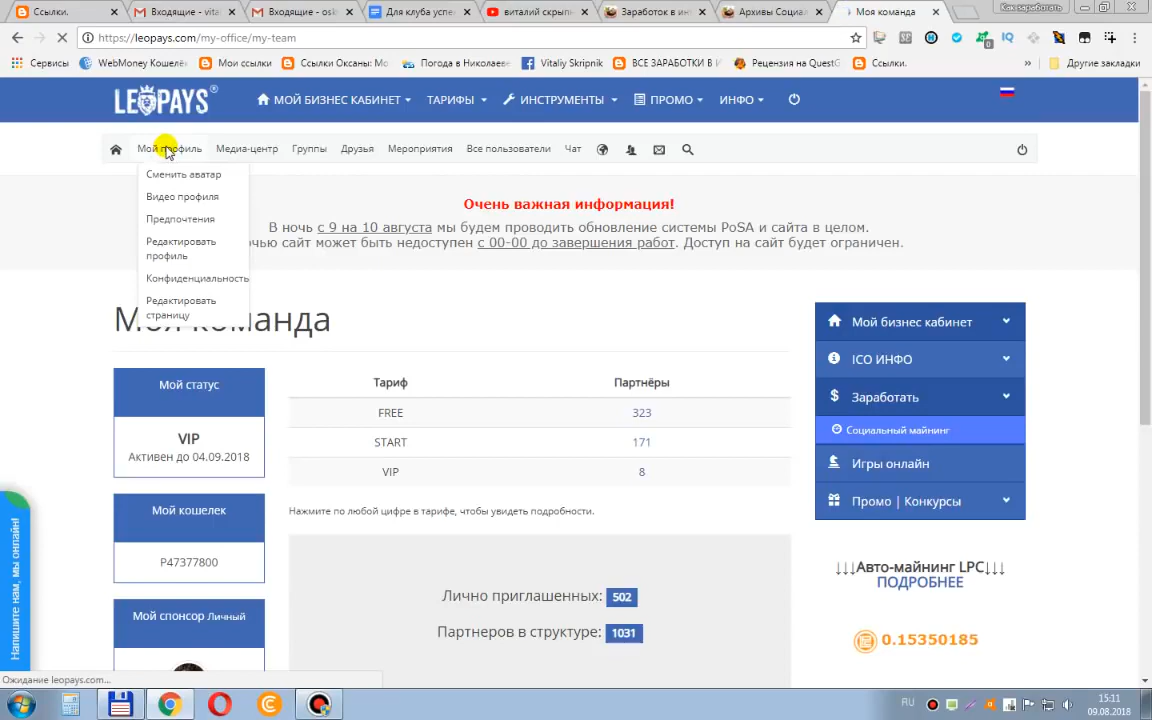 Ссылки.
Входящие - vita
Входящие - osk
Для клуба успе
виталий скрыпн
Заработок в ин
Архивы Социал
Моя команда
Как заработать
https://leopays.com/my-office/my-team
Сервисы
WebMoney Кошелё
Мои ссылки
Ссылки Оксаны: Мо
Погода в Николаеве
Vitaliy Skripnik
ВСЕ ЗАРАБОТКИ В И
Рецензия на QuestG
Ссылки.
»
Другие закладки
LEOPAYS®
МОЙ БИЗНЕС КАБИНЕТ
ТАРИФЫ
ИНСТРУМЕНТЫ
ПРОМО
ИНФО
Мой профиль
Медиа-центр
Группы
Друзья
Мероприятия
Все пользователи
Чат
Сменить аватар
Видео профиля
Предпочтения
Редактировать
профиль
Конфиденциальность
Редактировать
страницу
Очень важная информация!
В ночь с 9 на 10 августа мы будем проводить обновление системы PoSA и сайта в целом.
очью сайт может быть недоступен с 00-00 до завершения работ. Доступ на сайт будет ограничен.
Моя команда
Мой статус
VIP
Активен до 04.09.2018
Мой кошелек
P47377800
Мой спонсор Личный
Тариф
Партнёры
FREE
323
START
171
VIP
8
Нажмите по любой цифре в тарифе, чтобы увидеть подробности.
Лично приглашенных: 502
Партнеров в структуре: 1031
Мой бизнес кабинет
ICO ИНФО
Заработать
Социальный майнинг
Игры онлайн
Промо | Конкурсы
↓↓↓Авто-майнинг LPC↓↓↓
ПОДРОБНЕЕ
0.15350185
Напишите нам, мы онлайн!
Ожидание leopays.com...
RU
15:11
09.08.2018